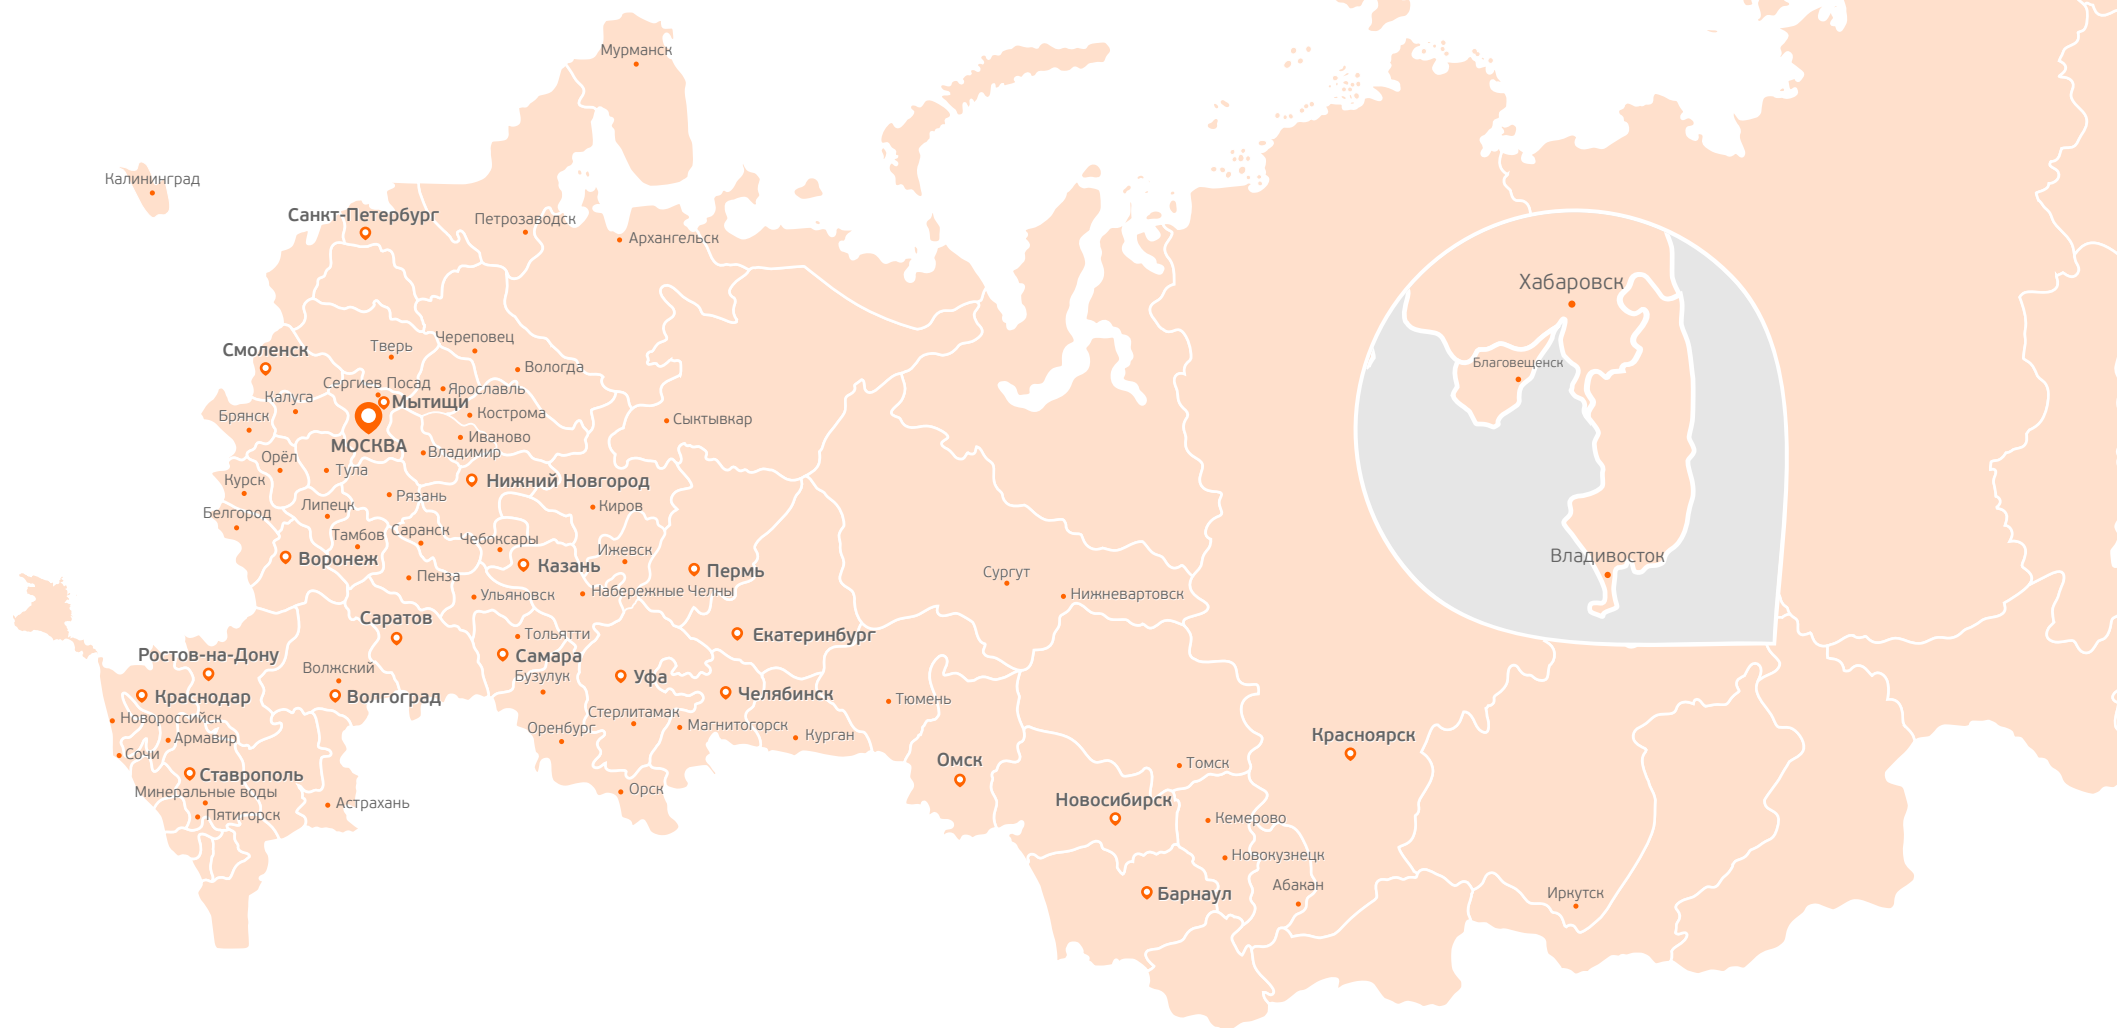 Мурманск
Калининград
Санкт-Петербург
Петрозаводск
Архангельск
Хабаровск
Череповец
Тверь
Смоленск
Благовещенск
Вологда
Сергиев Посад
Ярославль
Калуга
Мытищи
Кострома
Брянск
Сыктывкар
Иваново
МОСКВА
Владимир
Орёл
Тула
Курск
Нижний Новгород
Рязань
Липецк
Киров
Белгород
Саранск
Тамбов
Чебоксары
Ижевск
Владивосток
Воронеж
Казань
Пермь
Сургут
Пенза
Набережные Челны
Нижневартовск
Ульяновск
Саратов
Тольятти
Екатеринбург
Ростов-на-Дону
Самара
Волжский
Бузулук
Уфа
Челябинск
Краснодар
Волгоград
Тюмень
Стерлитамак
Новороссийск
Магнитогорск
Оренбург
Курган
Красноярск
Армавир
Сочи
Омск
Томск
Ставрополь
Орск
Минеральные воды
Новосибирск
Астрахань
Пятигорск
Кемерово
Новокузнецк
Абакан
Барнаул
Иркутск